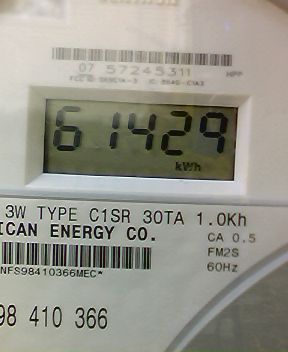 07 57245311 HPP
61429
kWh
3W TYPE C1SR 30TA 1.0Kh
ICAN ENERGY CO.
CA 0.5
FM2S
60Hz
NFS98410366MEC*
98 410 366